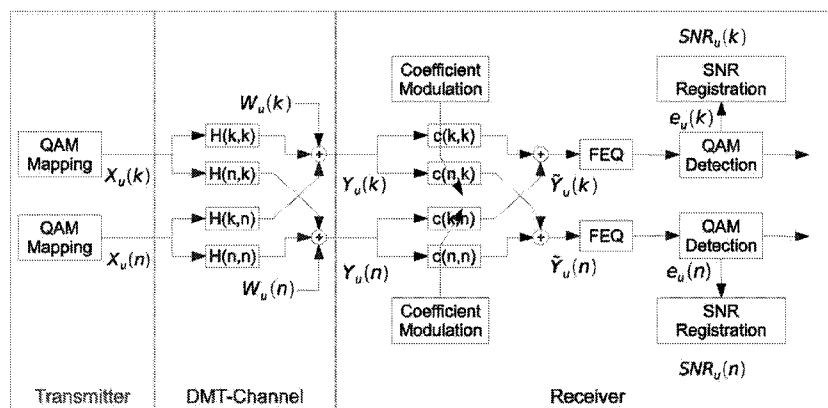 SNR_u(k)
Coefficient
Modulation
SNR
Registration
W_u(k)
e_u(k)
QAM
Mapping
H(k,k)
c(k,k)
FEQ
QAM
Detection
X_u(k)
H(n,k)
Y_u(k)
c(n,k)
Ỹ_u(k)
QAM
Mapping
H(k,n)
c(k,n)
FEQ
QAM
Detection
X_u(n)
H(n,n)
Y_u(n)
c(n,n)
Ỹ_u(n)
e_u(n)
W_u(n)
Coefficient
Modulation
SNR
Registration
SNR_u(n)
Transmitter
DMT-Channel
Receiver